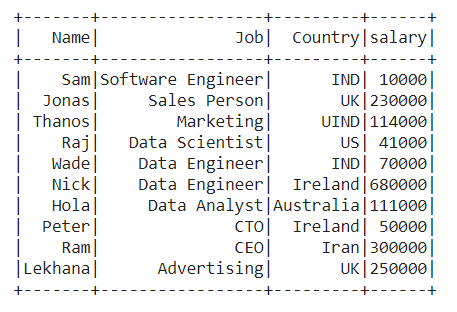 +-------+-----------------+---------+------+
|   Name|              Job|  Country|salary|
+-------+-----------------+---------+------+
|    Sam|Software Engineer|      IND| 10000|
|  Jonas|     Sales Person|       UK|230000|
| Thanos|        Marketing|     UIND|114000|
|    Raj|   Data Scientist|       US| 41000|
|   Wade|    Data Engineer|      IND| 70000|
|   Nick|    Data Engineer|  Ireland|680000|
|   Hola|     Data Analyst|Australia|111000|
|  Peter|              CTO|  Ireland| 50000|
|    Ram|              CEO|     Iran|300000|
|Lekhana|      Advertising|       UK|250000|
+-------+-----------------+---------+------+